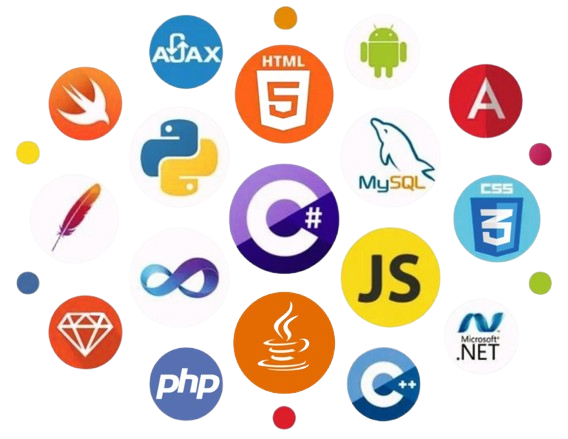 AJAX
HTML
5
A
MySQL
C#
CSS
3
JS
Microsoft®
.NET
php
C++